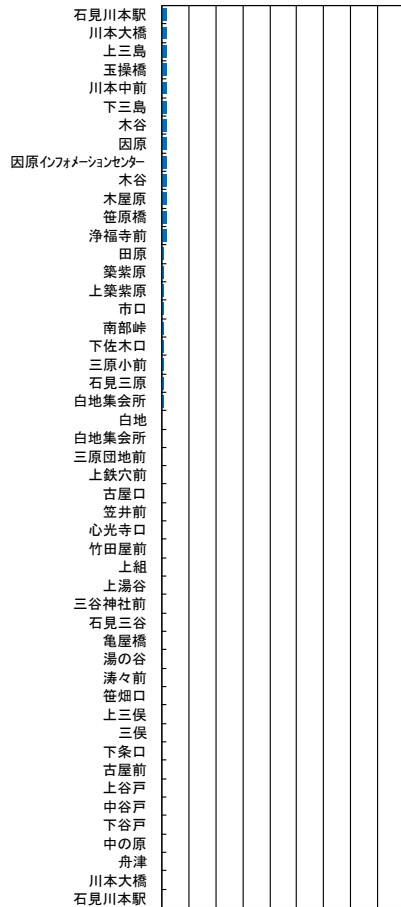 石見川本駅
川本大橋
上三島
玉操橋
川本中前
下三島
木谷
因原
因原インフォメーションセンター
木谷
木屋原
笹原橋
浄福寺前
田原
築紫原
上築紫原
市口
南部峠
下佐木口
三原小前
石見三原
白地集会所
白地
白地集会所
三原団地前
上鉄穴前
古屋口
笠井前
心光寺口
竹田屋前
上組
上湯谷
三谷神社前
石見三谷
亀屋橋
湯の谷
涛々前
笹畑口
上三俣
三俣
下条口
古屋前
上谷戸
中谷戸
下谷戸
中の原
舟津
川本大橋
石見川本駅